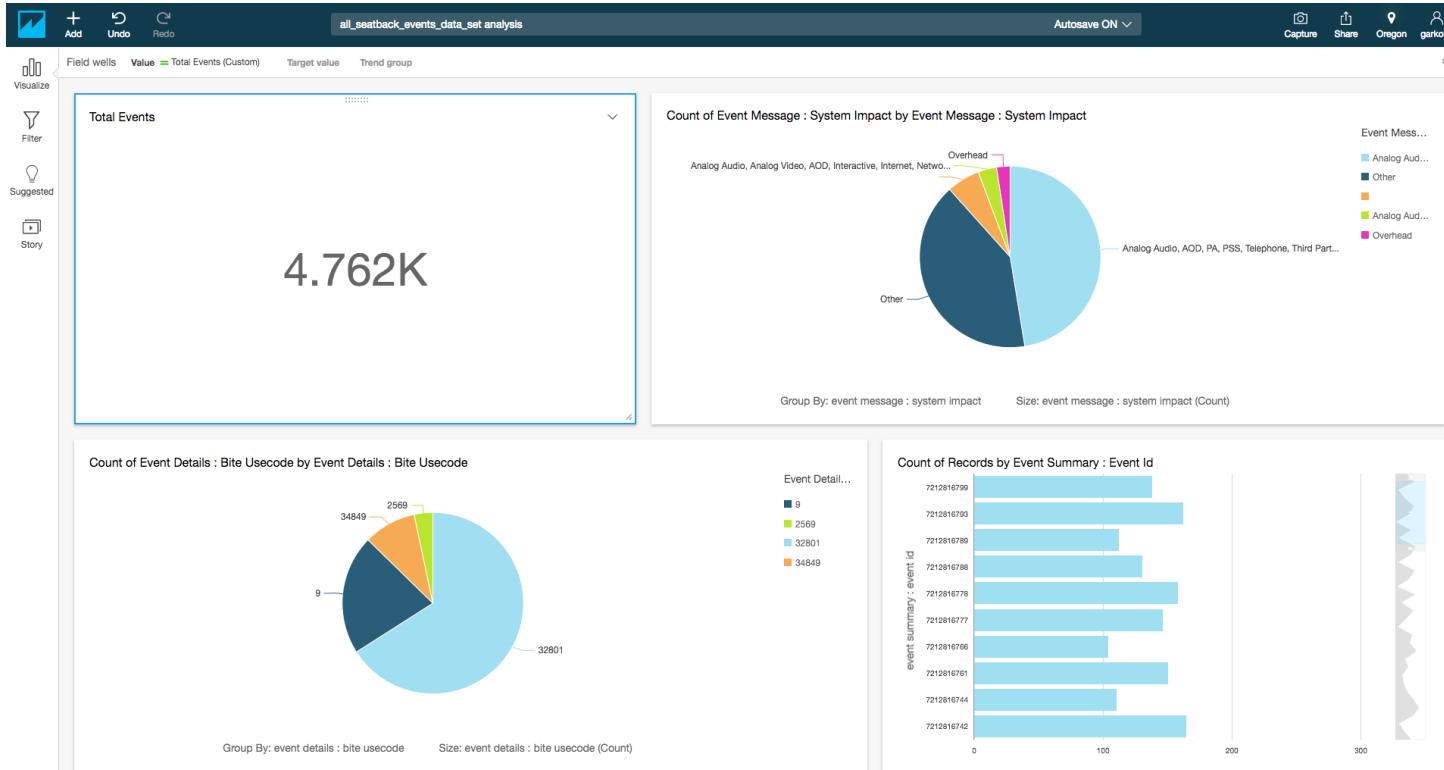 Add
Undo
Redo
all_seatback_events_data_set analysis
Autosave ON
Capture
Share
Oregon
garko
Visualize
Filter
Suggested
Story
Field wells Value = Total Events (Custom) Target value Trend group
Total Events
4.762K
Count of Event Message : System Impact by Event Message : System Impact
Overhead
Analog Audio, Analog Video, AOD, Interactive, Internet, Netwo...
Analog Audio, AOD, PA, PSS, Telephone, Third Part...
Other
Event Mess...
Analog Aud...
Other
Analog Aud...
Overhead
Group By: event message : system impact Size: event message : system impact (Count)
Count of Event Details : Bite Usecode by Event Details : Bite Usecode
2569
34849
9
32801
Event Detail...
9
2569
32801
34849
Group By: event details : bite usecode Size: event details : bite usecode (Count)
Count of Records by Event Summary : Event Id
event summary : event id
7212816799
7212816793
7212816789
7212816788
7212816778
7212816777
7212816766
7212816761
7212816744
7212816742
0 100 200 300